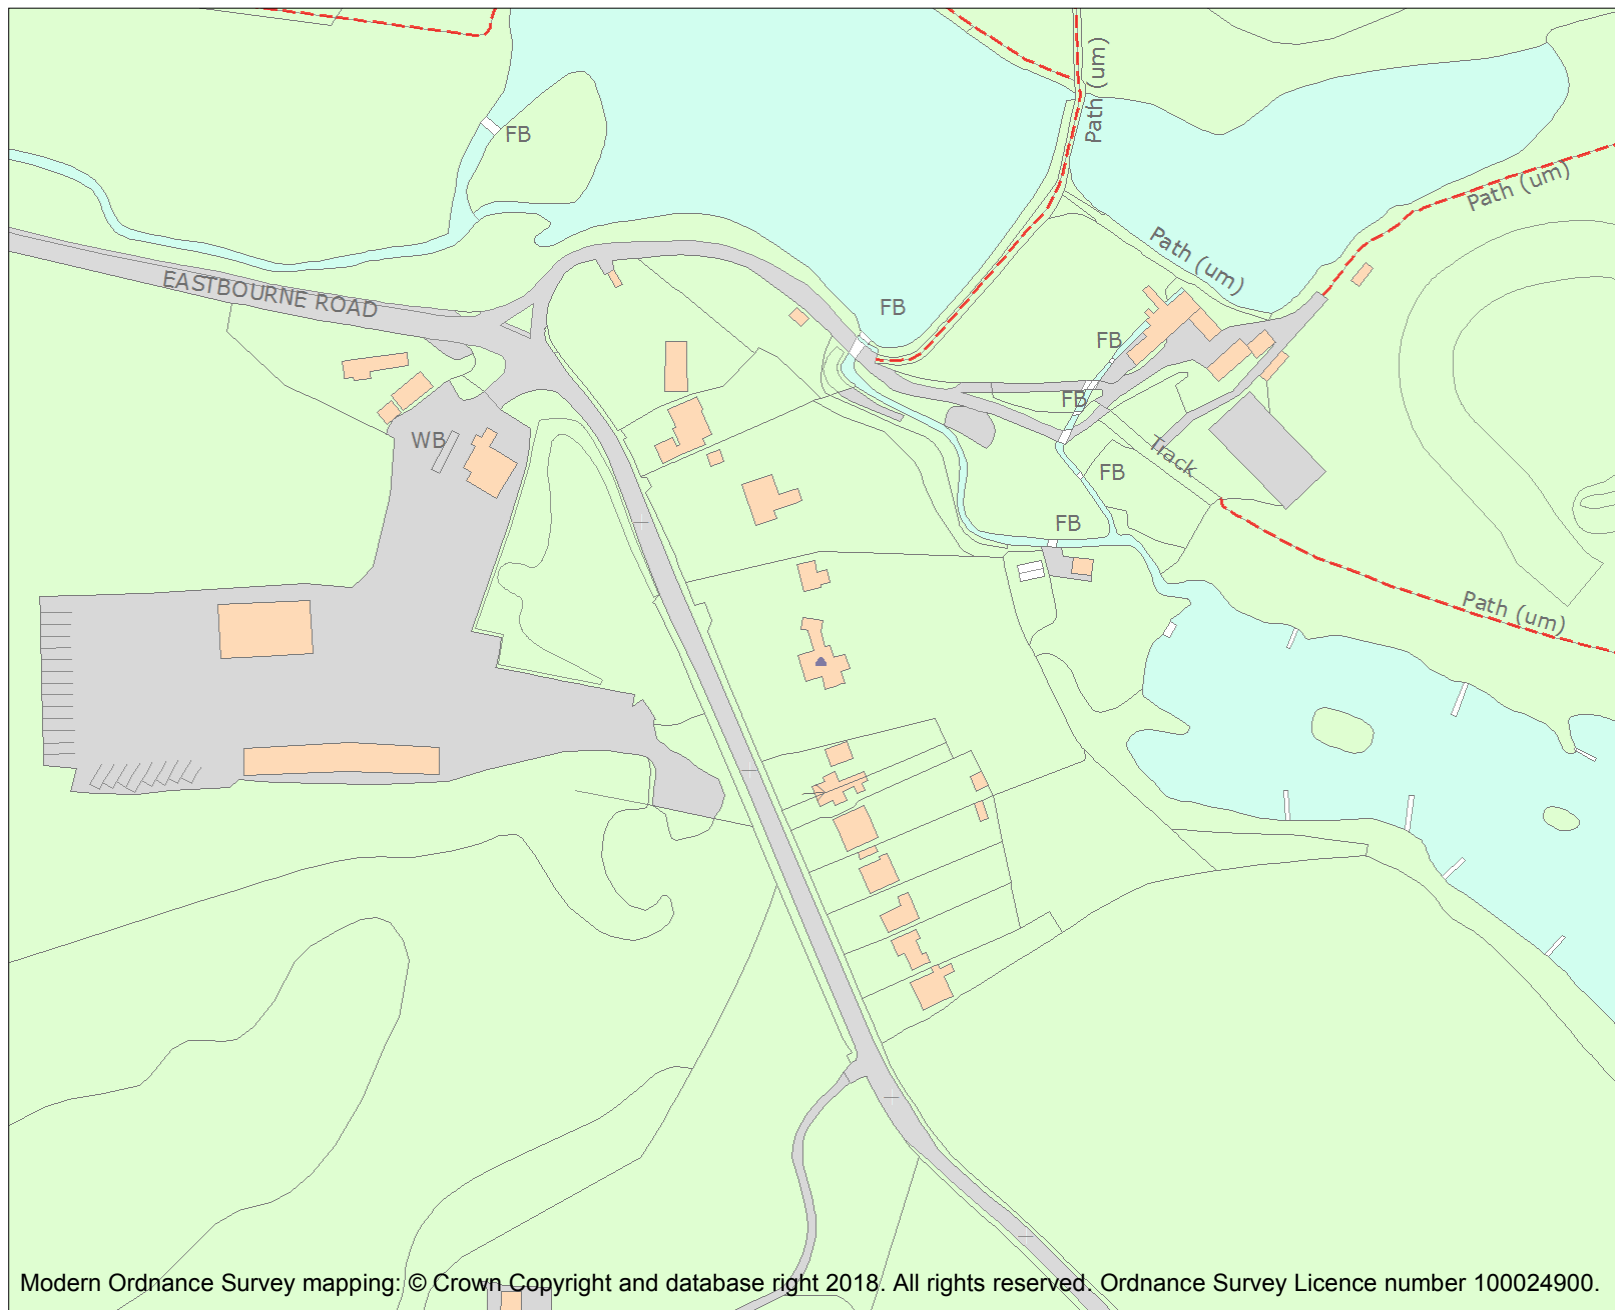 Path (um)
FB
Path (um)
Path (um)
EASTBOURNE ROAD
FB
FB
FB
WB
Track
FB
FB
Path (um)
Modern Ordnance Survey mapping: © Crown Copyright and database right 2018. All rights reserved. Ordnance Survey Licence number 100024900.